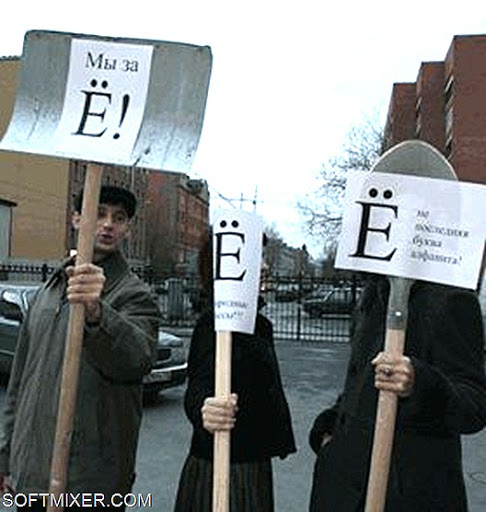 Мы за
Ё!
Ё
Ё
не
последняя
буква
алфавита!
SOFTMIXER.COM